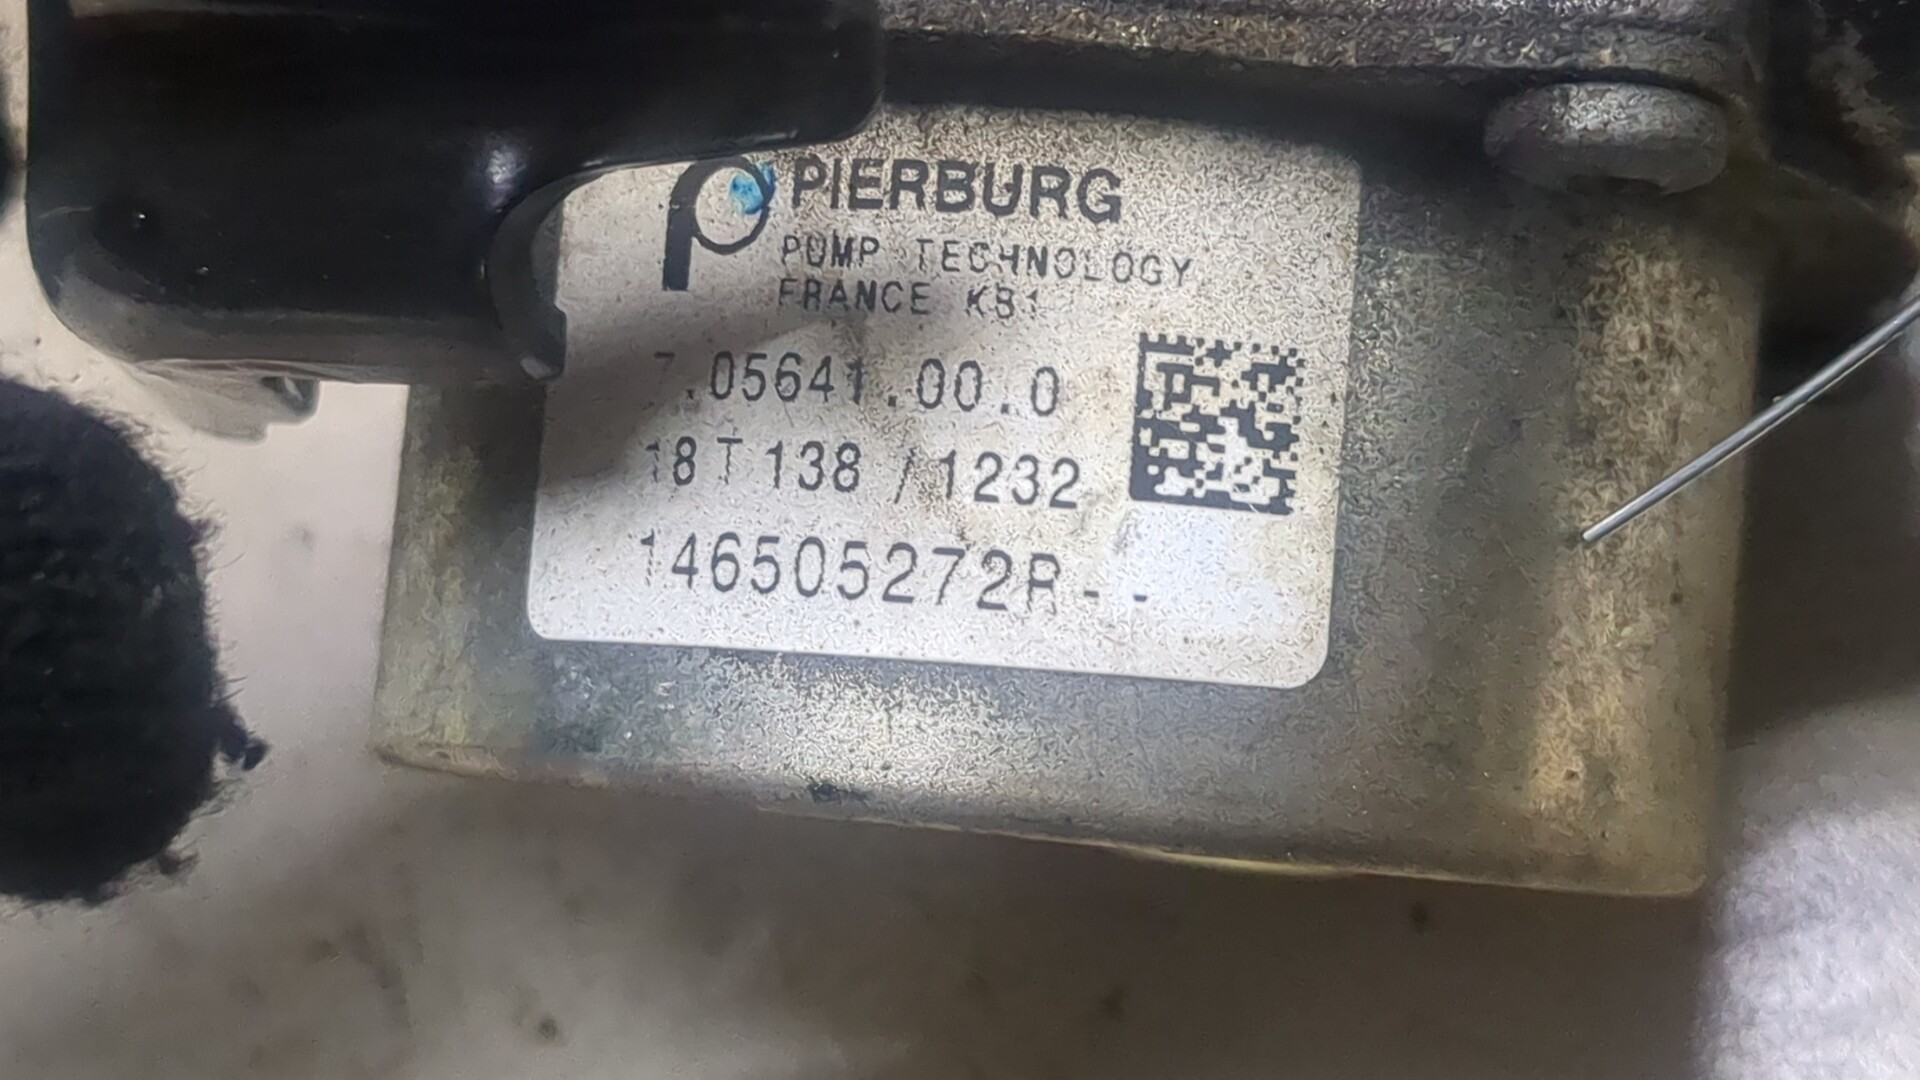 PIERBURG
PUMP TECHNOLOGY
FRANCE KB1
7.05641.00.0
18T138 / 1232
146505272R--